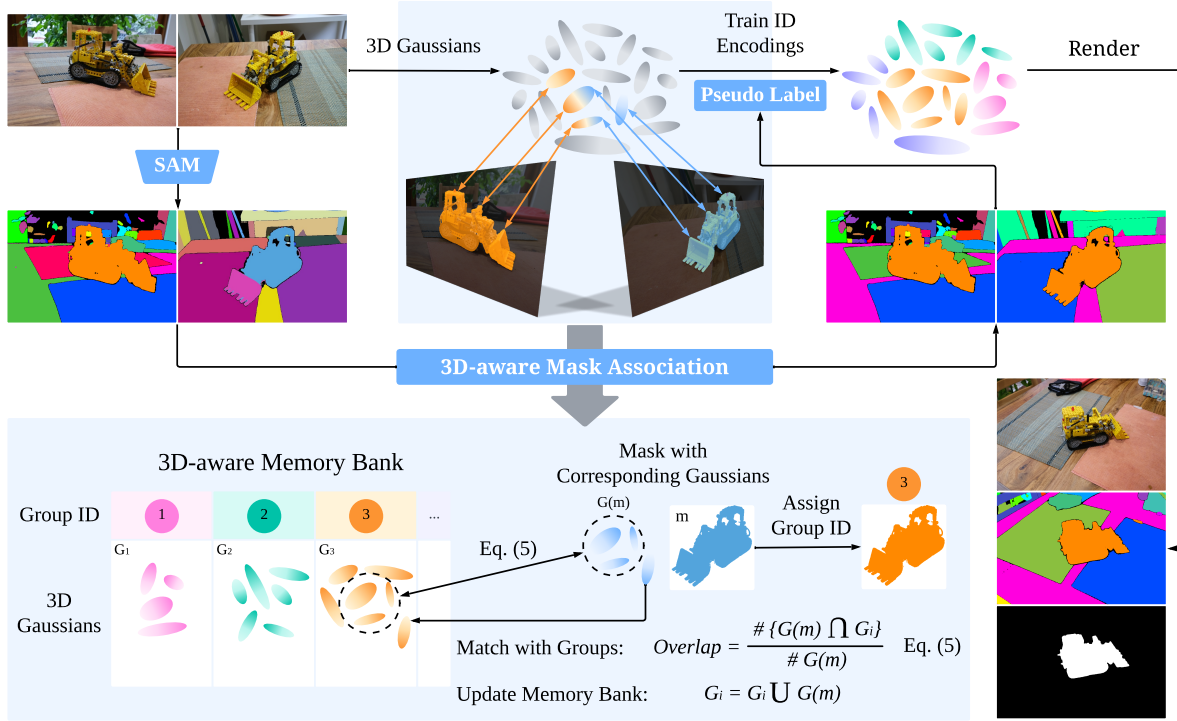 3D Gaussians
Train ID
Encodings
Render
Pseudo Label
SAM
3D-aware Mask Association
3D-aware Memory Bank
Mask with
Corresponding Gaussians
Group ID
1
2
3
...
G(m)
m
Assign
Group ID
3
Eq. (5)
G1
G2
G3
3D
Gaussians
Match with Groups:
Overlap = # {G(m) ⋂ Gi} / # G(m)
Eq. (5)
Update Memory Bank:
Gi = Gi ⋃ G(m)